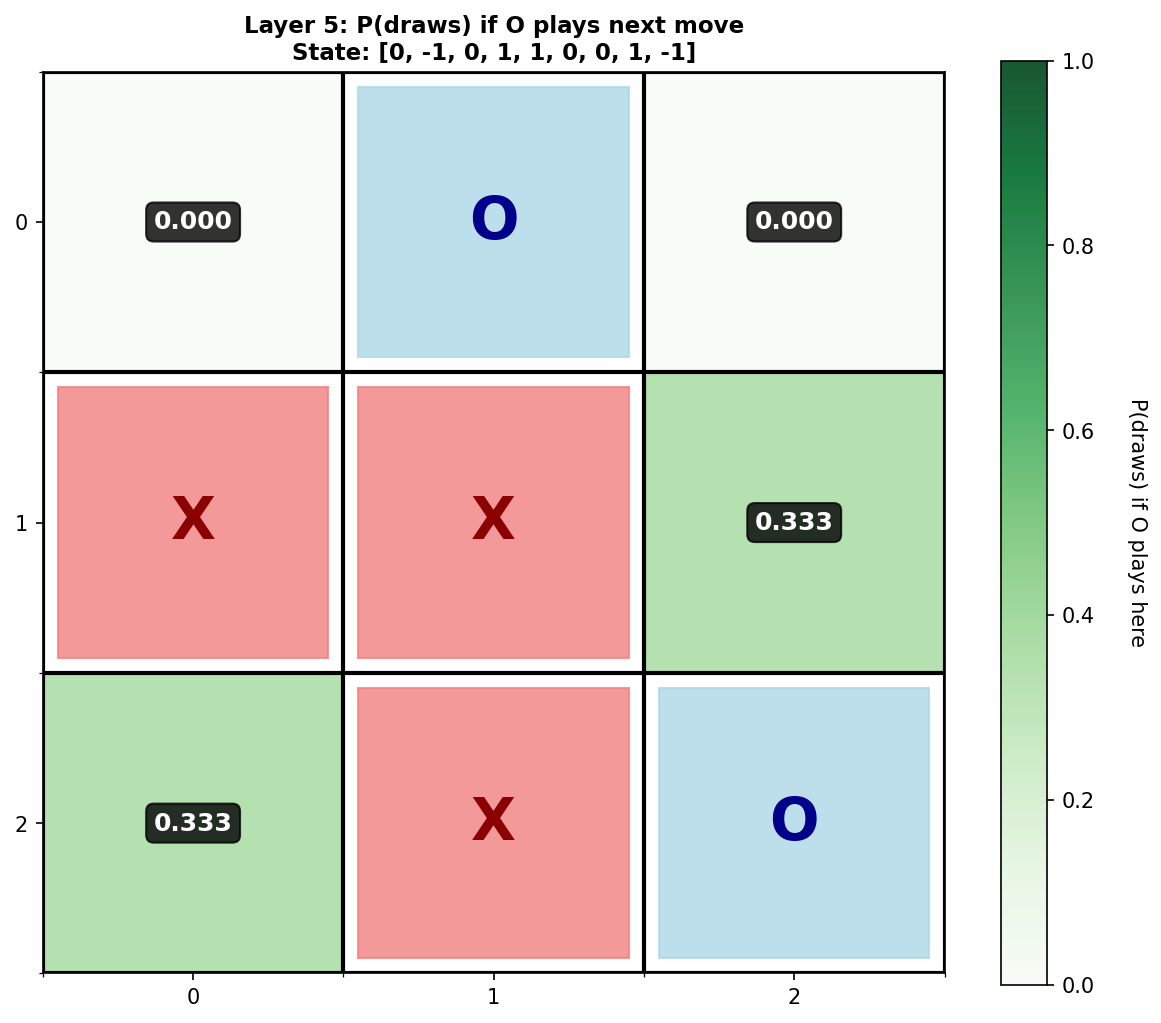 Layer 5: P(draws) if O plays next move
State: [0, -1, 0, 1, 1, 0, 0, 1, -1]
0
0.000
O
0.000
1
X
X
0.333
2
0.333
X
O
0
1
2
1.0
0.8
0.6
0.4
0.2
0.0
P(draws) if O plays here